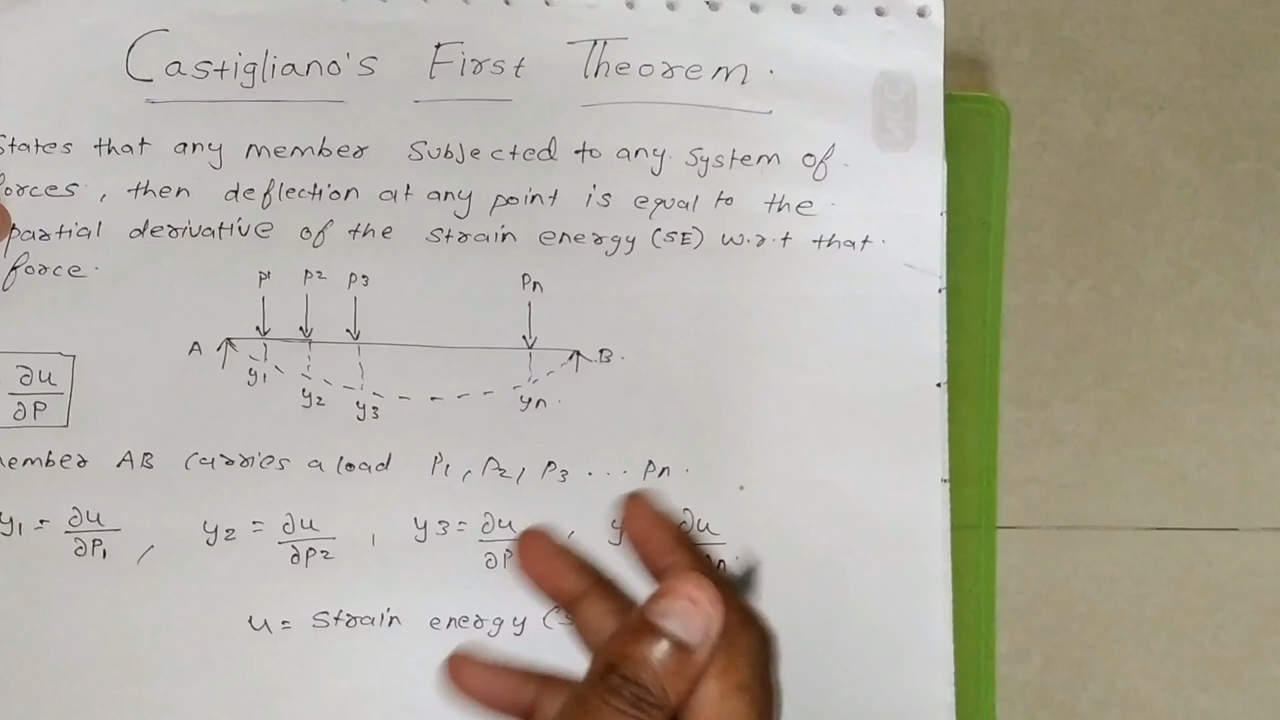 Castigliano's First Theorem.
States that any member Subjected to any system of
forces, then deflection at any point is equal to the
partial derivative of the strain energy (SE) w.r.t that.
force.
P1 P2 P3 Pn
A B.
y1 y2 y3 yn.
∂u
∂P
member AB Carries a load P1, P2, P3 ... Pn.
y1 = ∂u/∂P1, y2 = ∂u/∂P2, y3 = ∂u/∂P , y ∂u
u = Strain energy (S